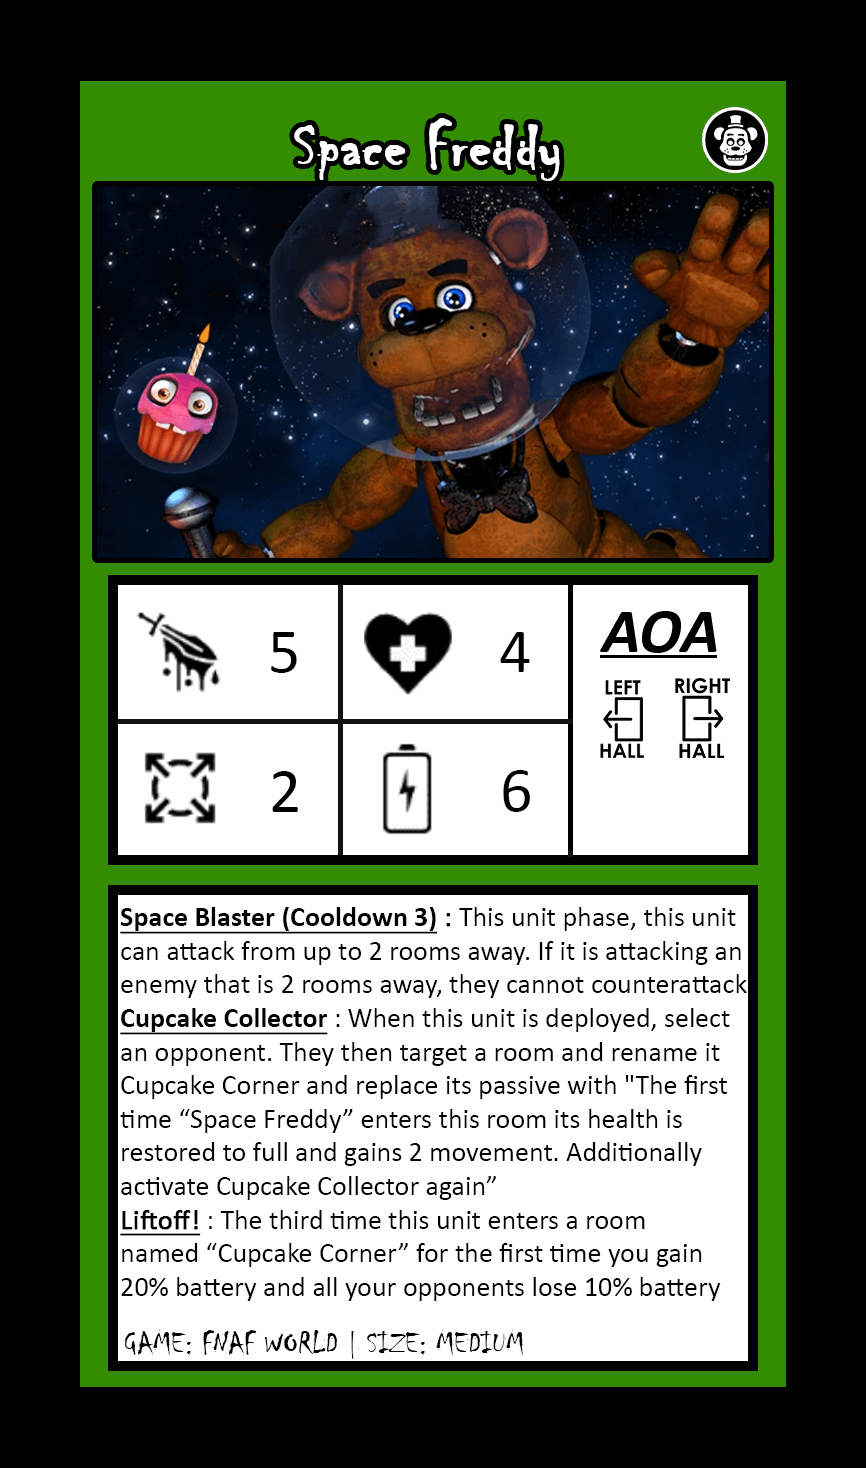 Space Freddy
5
4
AOA
LEFT
RIGHT
HALL
HALL
2
6
Space Blaster (Cooldown 3) : This unit phase, this unit
can attack from up to 2 rooms away. If it is attacking an
enemy that is 2 rooms away, they cannot counterattack
Cupcake Collector : When this unit is deployed, select
an opponent. They then target a room and rename it
Cupcake Corner and replace its passive with "The first
time “Space Freddy” enters this room its health is
restored to full and gains 2 movement. Additionally
activate Cupcake Collector again”
Liftoff! : The third time this unit enters a room
named “Cupcake Corner” for the first time you gain
20% battery and all your opponents lose 10% battery
GAME: FNAF WORLD | SIZE: MEDIUM